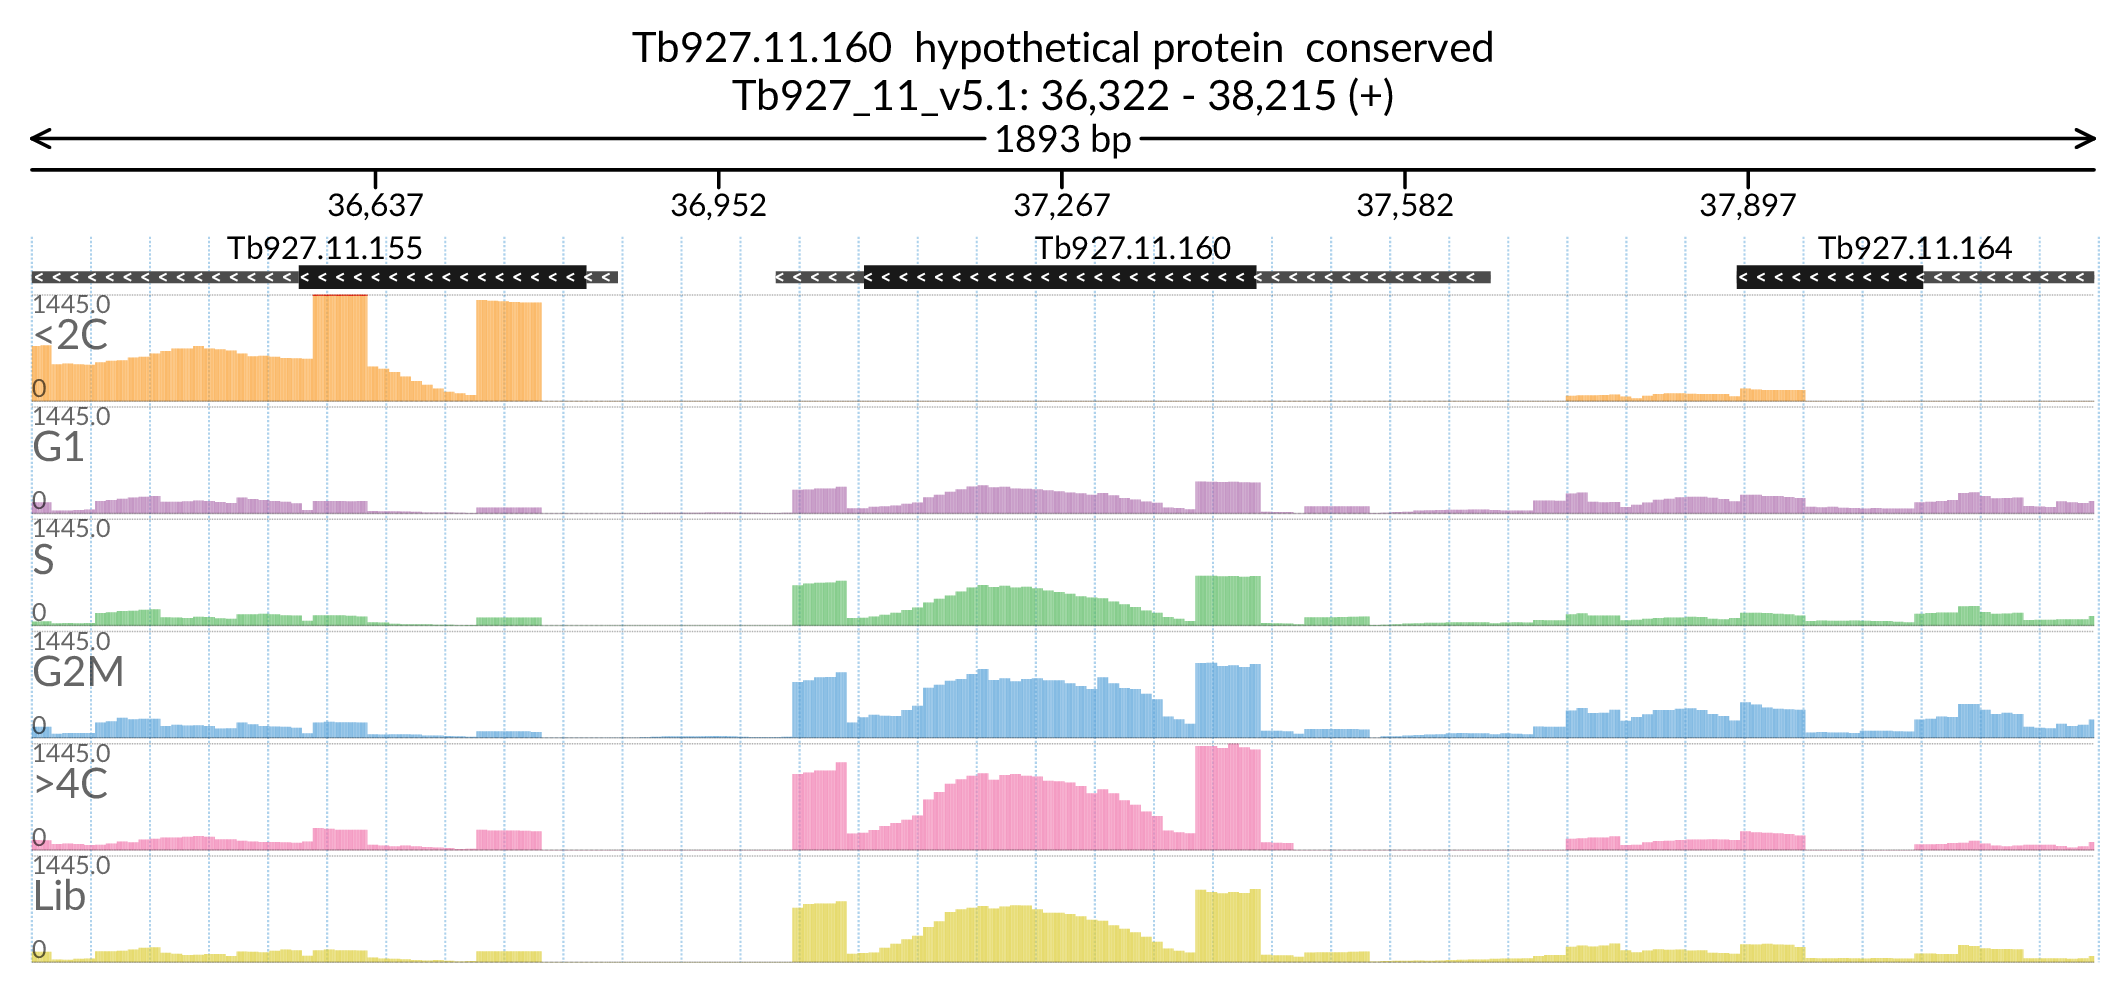 Tb927.11.160  hypothetical protein  conserved
Tb927_11_v5.1: 36,322 - 38,215 (+)
1893 bp
36,637 36,952 37,267 37,582 37,897
Tb927.11.155 Tb927.11.160 Tb927.11.164
1445.0
<2C
0
1445.0
G1
0
1445.0
S
0
1445.0
G2M
0
1445.0
>4C
0
1445.0
Lib
0